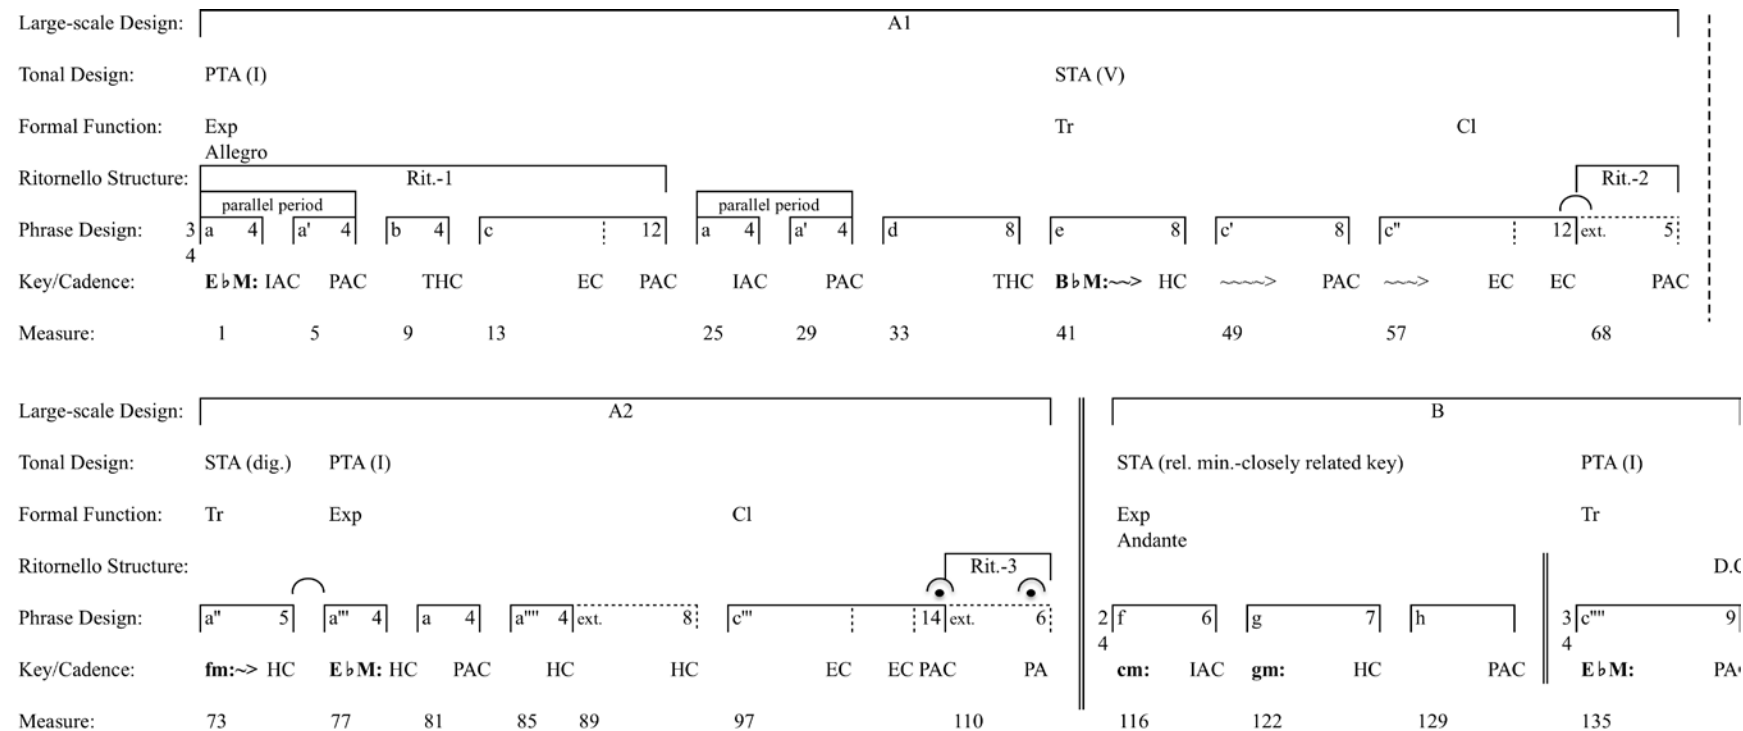 Large-scale Design: A1
Tonal Design: PTA (I) STA (V)
Formal Function: Exp Tr Cl
Allegro
Ritornello Structure: Rit.-1 Rit.-2
parallel period parallel period
Phrase Design: 3 a 4 a' 4 b 4 c 12 a 4 a' 4 d 8 e 8 c' 8 c" 12 ext. 5
4
Key/Cadence: E♭M: IAC PAC THC EC PAC IAC PAC THC B♭M:~~> HC ~~~~> PAC ~~~> EC EC PAC
Measure: 1 5 9 13 25 29 33 41 49 57 68
Large-scale Design: A2 B
Tonal Design: STA (dig.) PTA (I) STA (rel. min.-closely related key) PTA (I)
Formal Function: Tr Exp Cl Exp Tr
Andante
Ritornello Structure: Rit.-3 D.C
Phrase Design: a" 5 a''' 4 a 4 a'''' 4 ext. 8 c''' 14 ext. 6 2 f 6 g 7 h 3 c'''' 9
4 4
Key/Cadence: fm:~> HC E♭M: HC PAC HC HC EC EC PAC PA cm: IAC gm: HC PAC E♭M: PA
Measure: 73 77 81 85 89 97 110 116 122 129 135